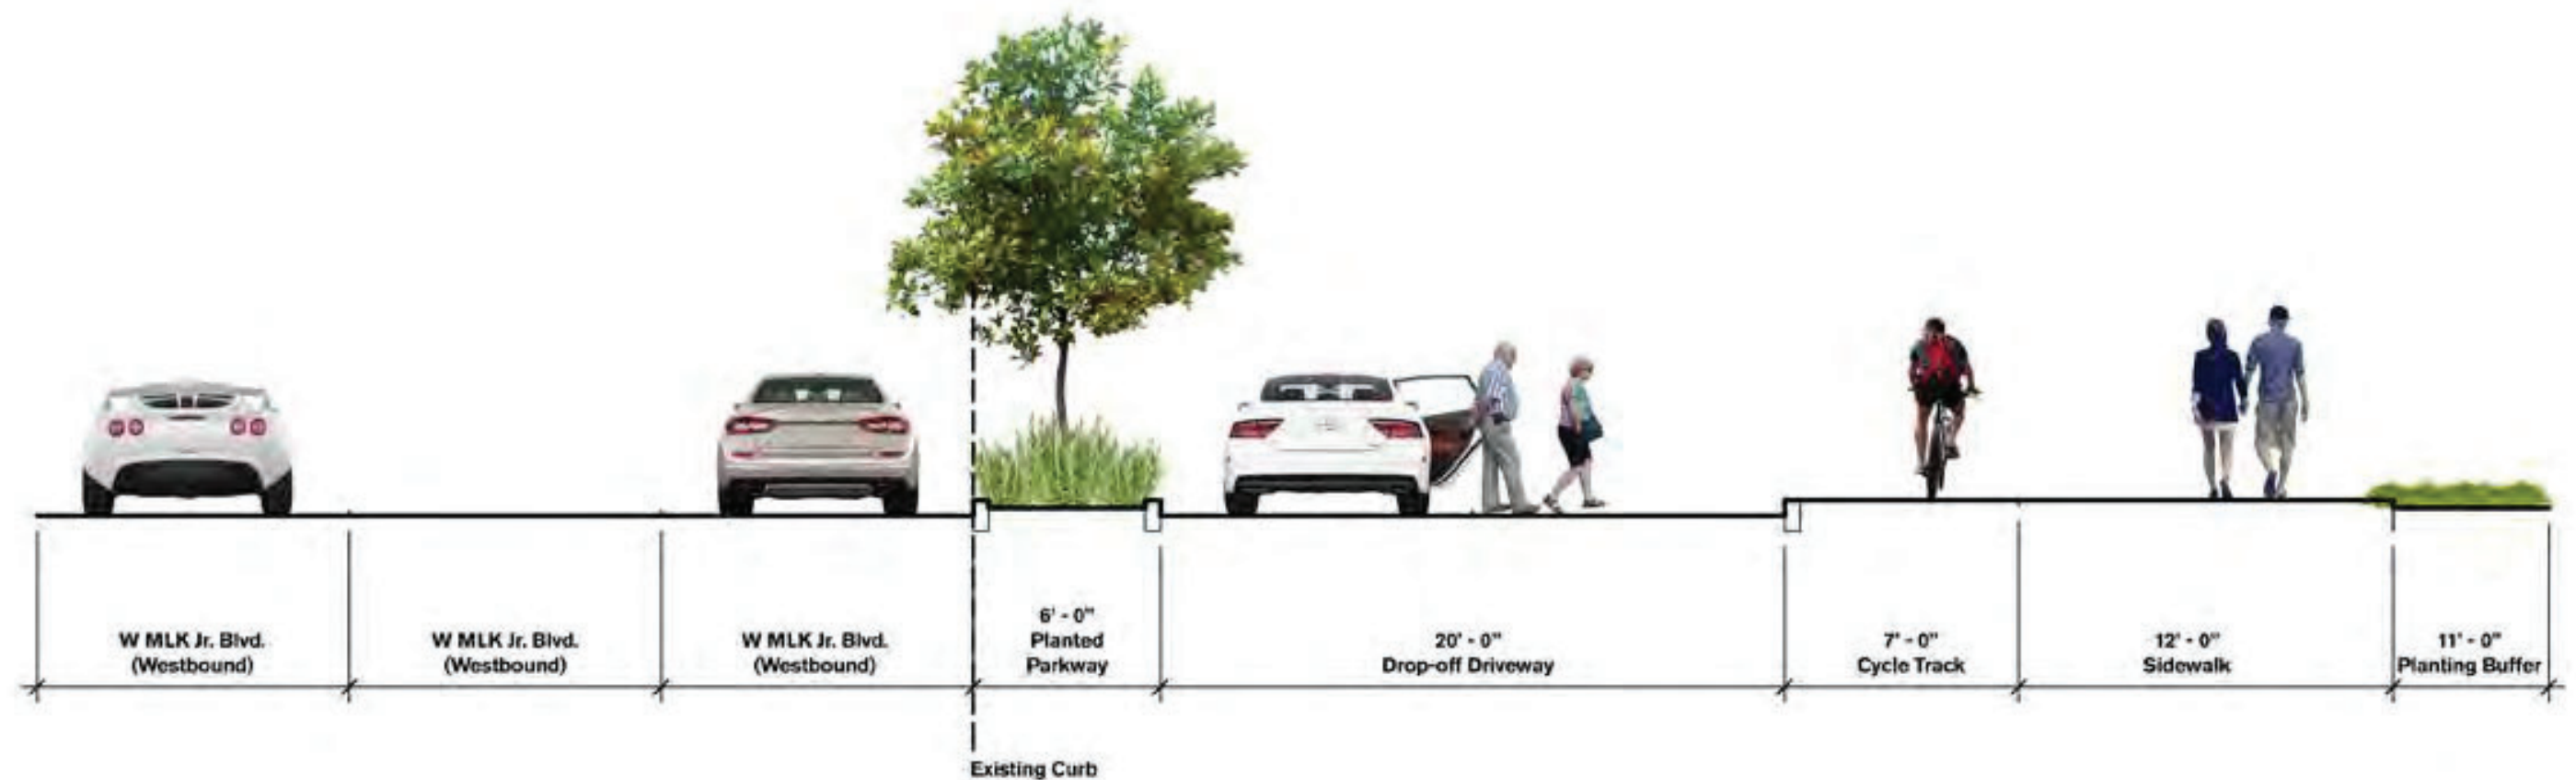 W MLK Jr. Blvd.
(Westbound)
W MLK Jr. Blvd.
(Westbound)
W MLK Jr. Blvd.
(Westbound)
6' - 0"
Planted
Parkway
20' - 0"
Drop-off Driveway
7' - 0"
Cycle Track
12' - 0"
Sidewalk
11' - 0"
Planting Buffer
Existing Curb